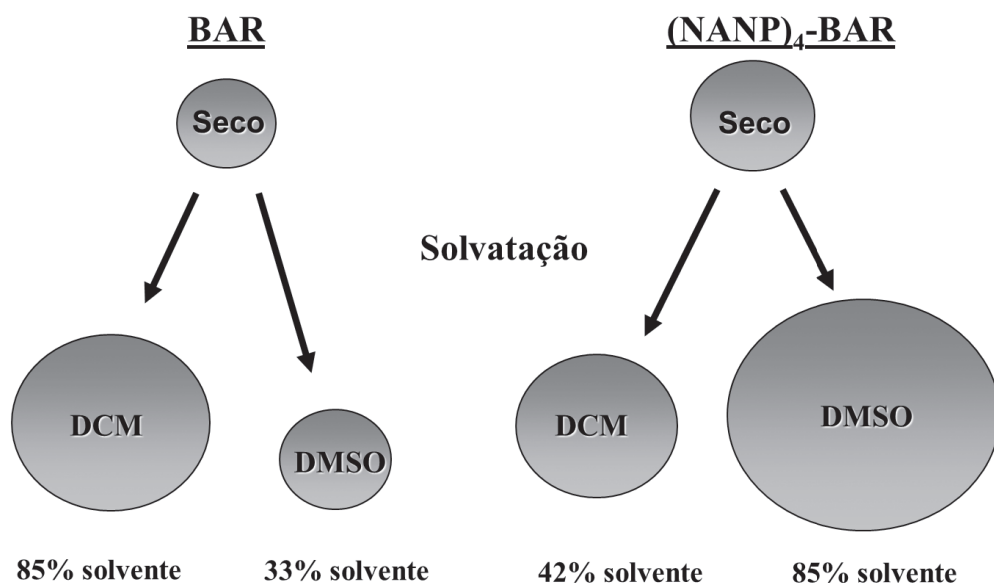 BAR
(NANP)₄-BAR
Seco
Seco
Solvatação
DCM
DMSO
DCM
DMSO
85% solvente
33% solvente
42% solvente
85% solvente